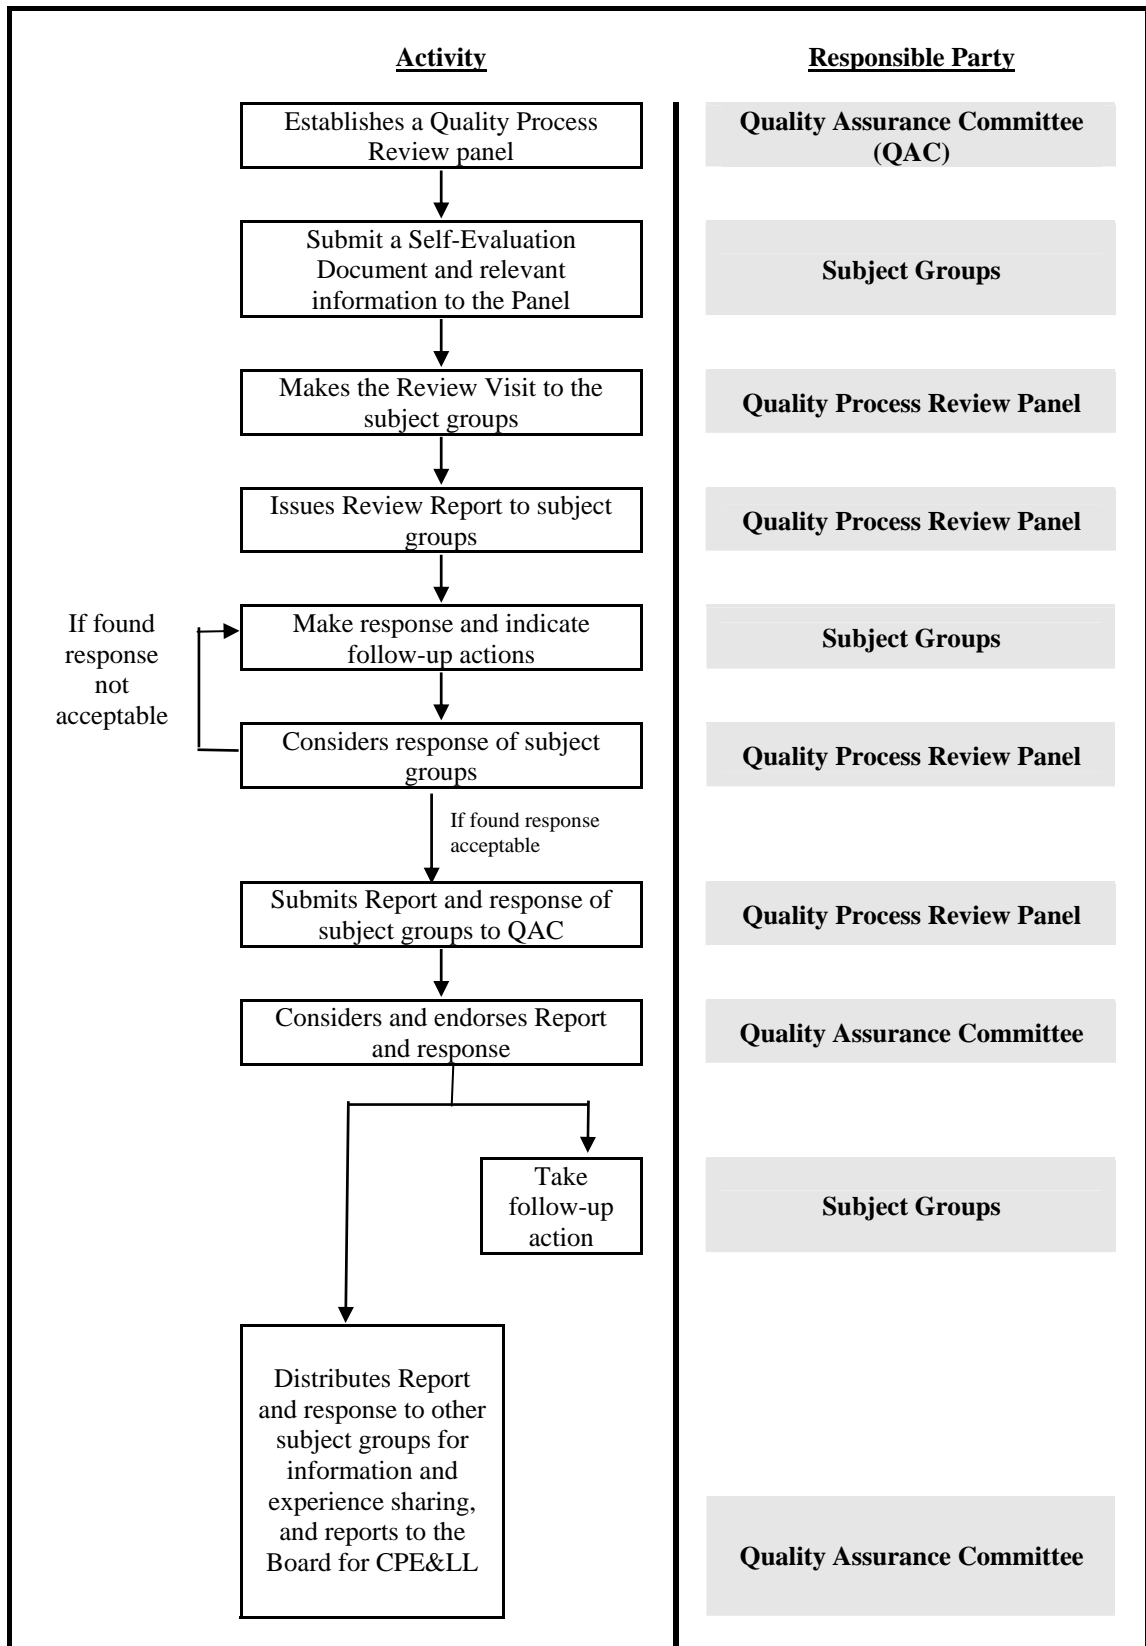 Activity
Responsible Party
Establishes a Quality Process
Review panel
Quality Assurance Committee
(QAC)
Submit a Self-Evaluation
Document and relevant
information to the Panel
Subject Groups
Makes the Review Visit to the
subject groups
Quality Process Review Panel
Issues Review Report to subject
groups
Quality Process Review Panel
If found
response
not
acceptable
Make response and indicate
follow-up actions
Subject Groups
Considers response of subject
groups
Quality Process Review Panel
If found response
acceptable
Submits Report and response of
subject groups to QAC
Quality Process Review Panel
Considers and endorses Report
and response
Quality Assurance Committee
Take
follow-up
action
Subject Groups
Distributes Report
and response to other
subject groups for
information and
experience sharing,
and reports to the
Board for CPE&LL
Quality Assurance Committee